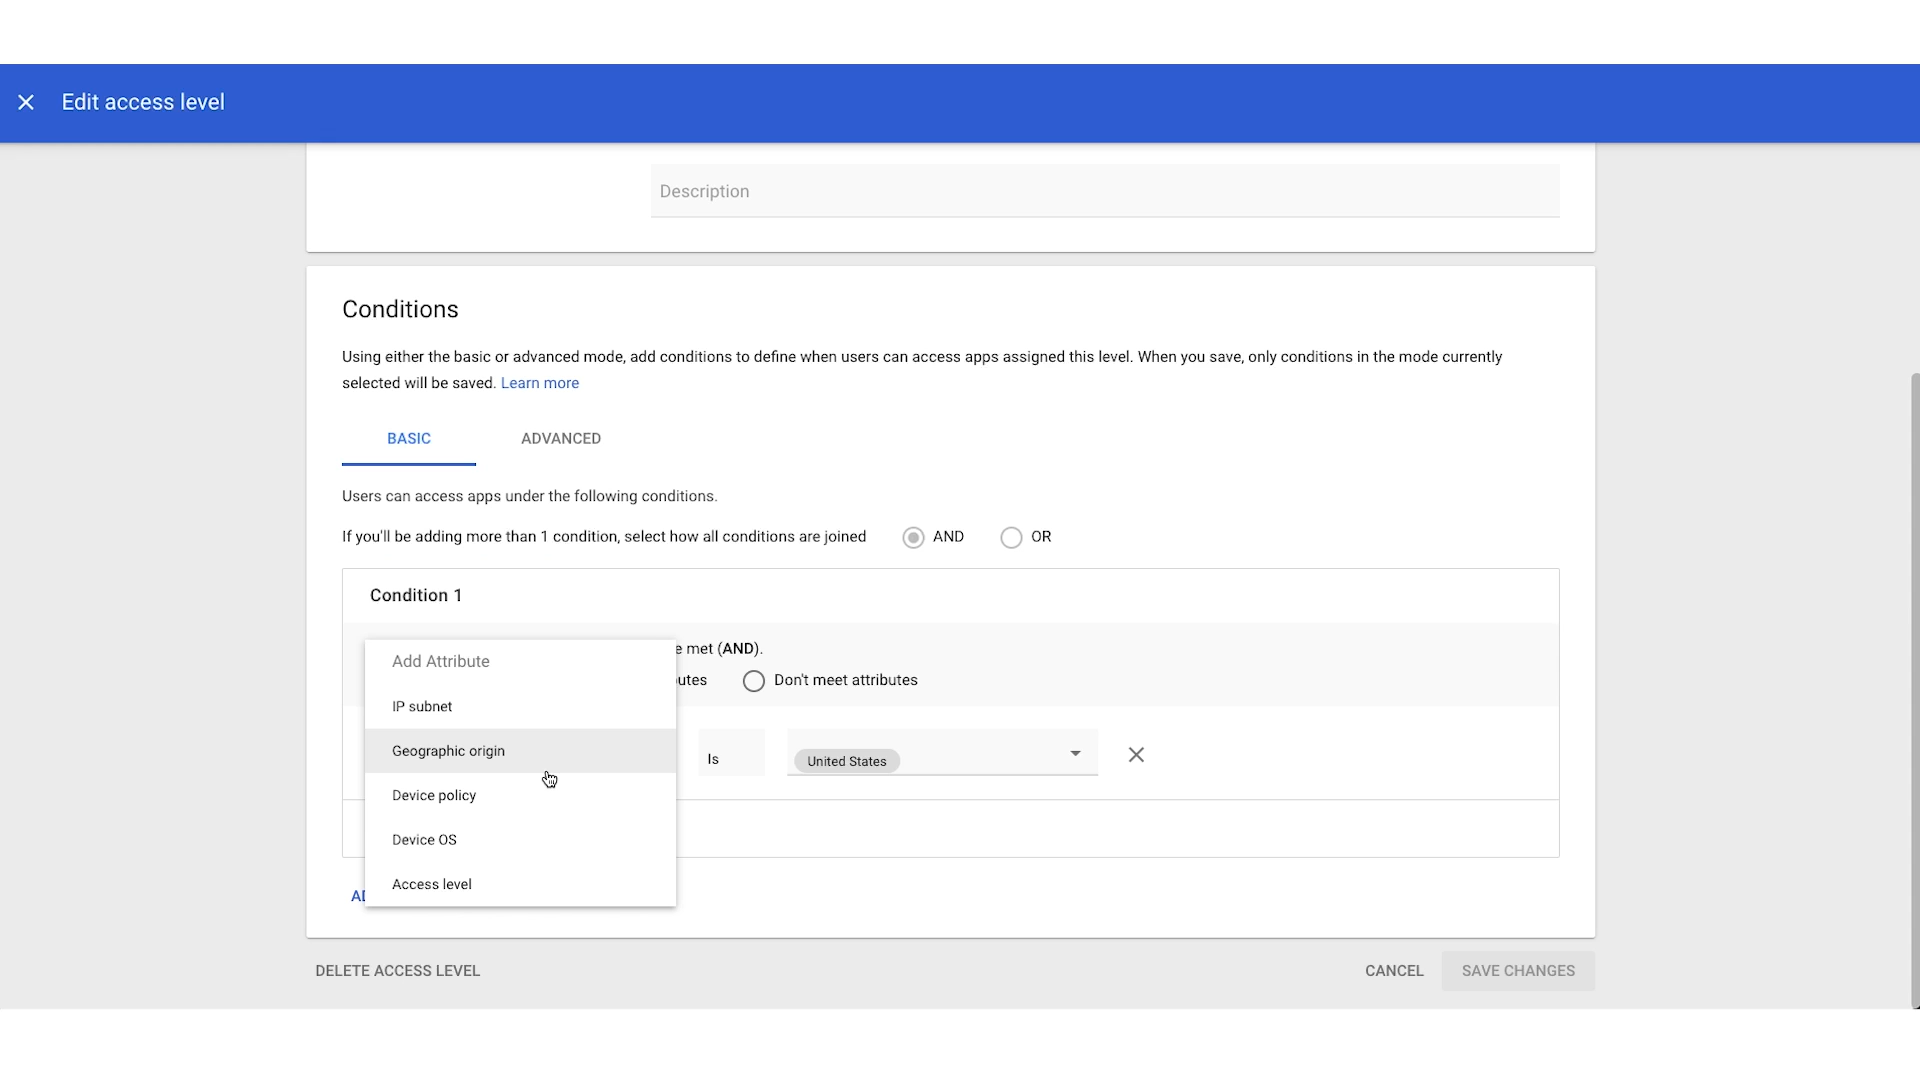 Edit access level
Description
Conditions
Using either the basic or advanced mode, add conditions to define when users can access apps assigned this level. When you save, only conditions in the mode currently
selected will be saved. Learn more
BASIC ADVANCED
Users can access apps under the following conditions.
If you'll be adding more than 1 condition, select how all conditions are joined AND OR
Condition 1
e met (AND).
Add Attribute
utes Don't meet attributes
IP subnet
Geographic origin
Is United States
Device policy
Device OS
Access level
AD
DELETE ACCESS LEVEL CANCEL SAVE CHANGES